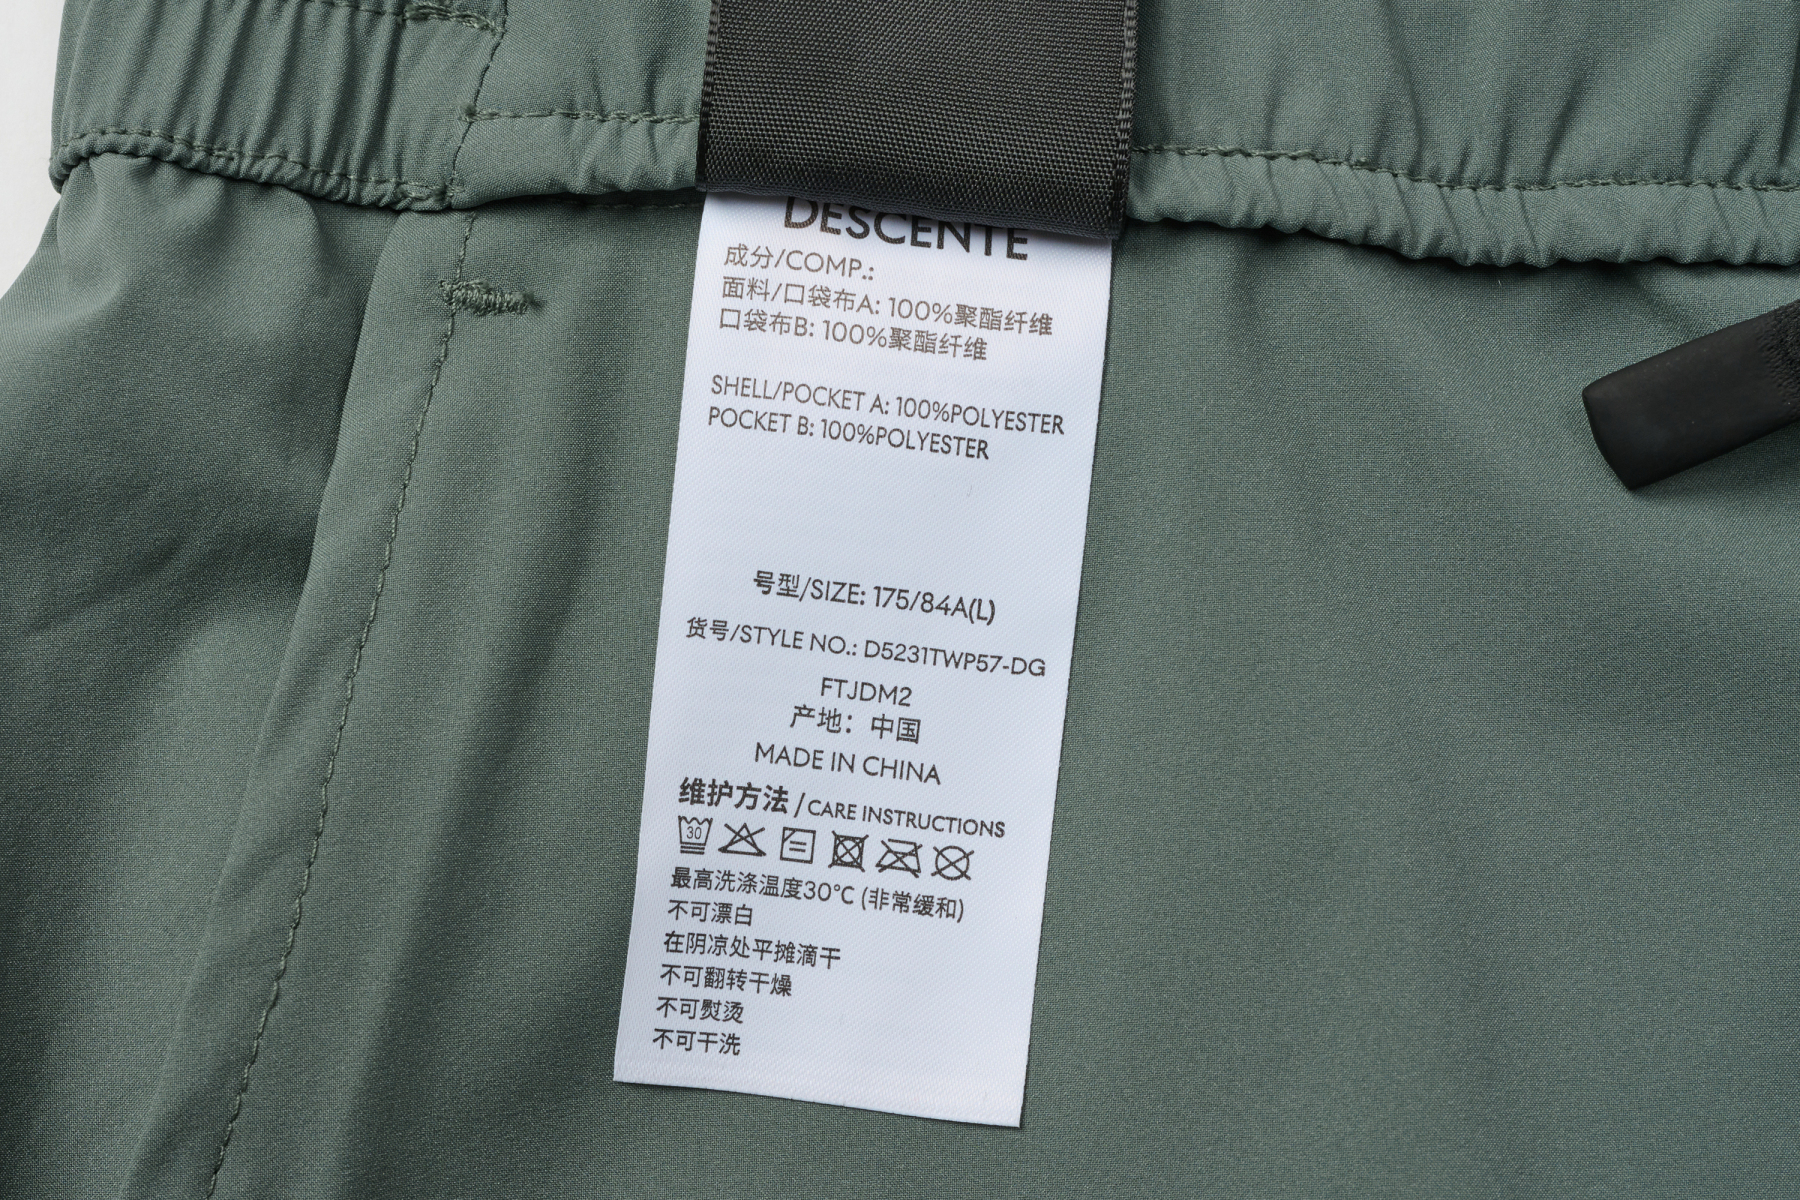 DESCENTE
成分/COMP.:
面料/口袋布A: 100%聚酯纤维
口袋布B: 100%聚酯纤维
SHELL/POCKET A: 100%POLYESTER
POCKET B: 100%POLYESTER
号型/SIZE: 175/84A(L)
货号/STYLE NO.: D5231TWP57-DG
FTJDM2
产地: 中国
MADE IN CHINA
维护方法 / CARE INSTRUCTIONS
30
最高洗涤温度30℃ (非常缓和)
不可漂白
在阴凉处平摊滴干
不可翻转干燥
不可熨烫
不可干洗